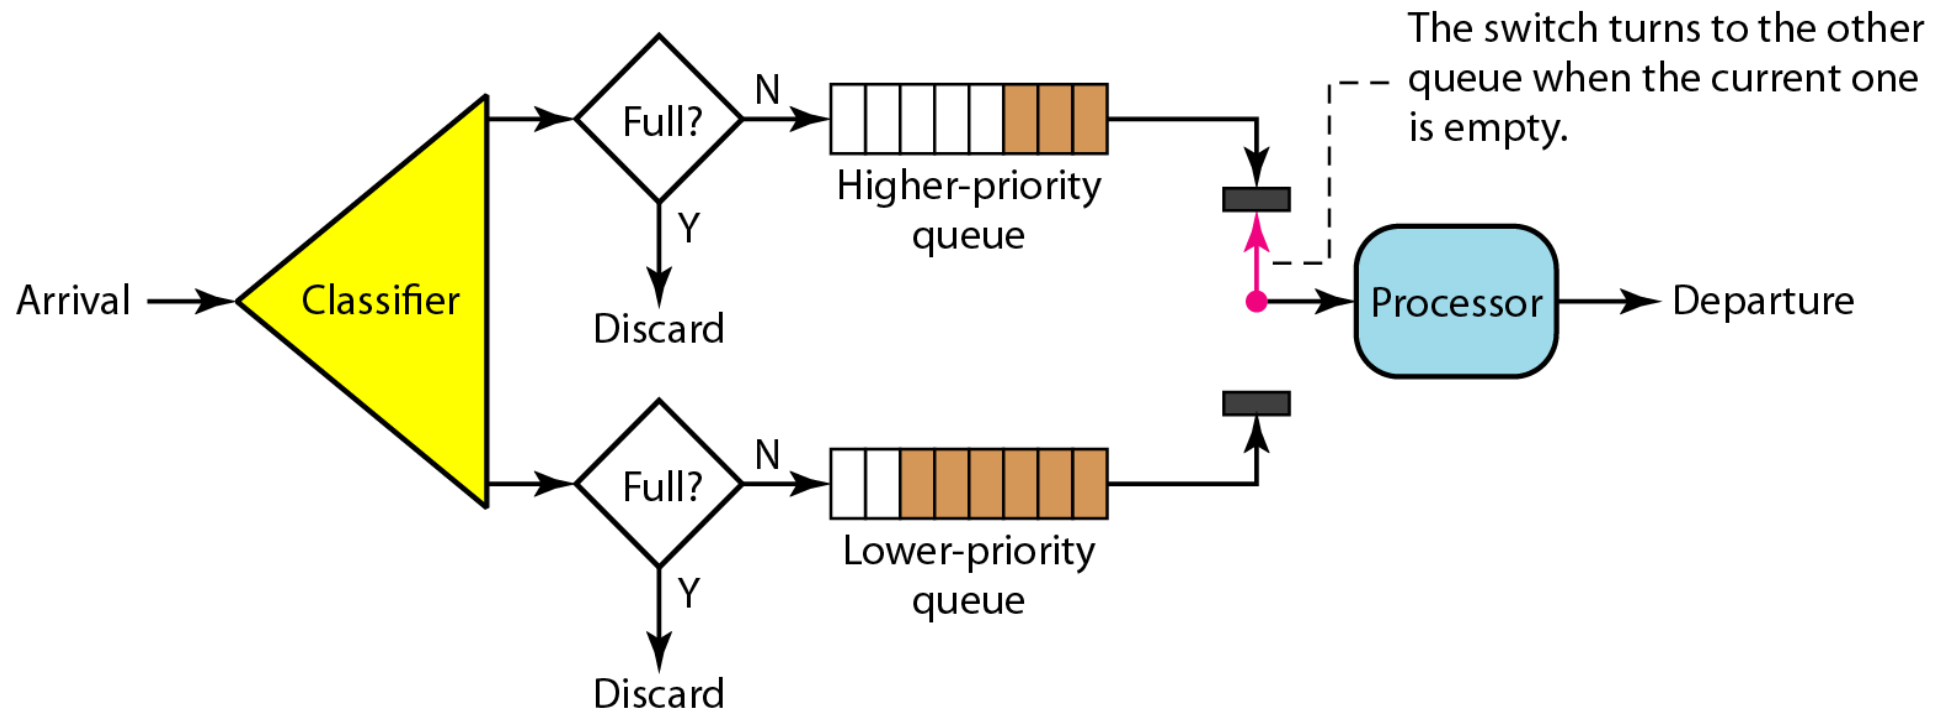 The switch turns to the other
queue when the current one
is empty.
N
Full?
Higher-priority
queue
Y
Discard
Arrival
Classifier
Processor
Departure
N
Full?
Lower-priority
queue
Y
Discard